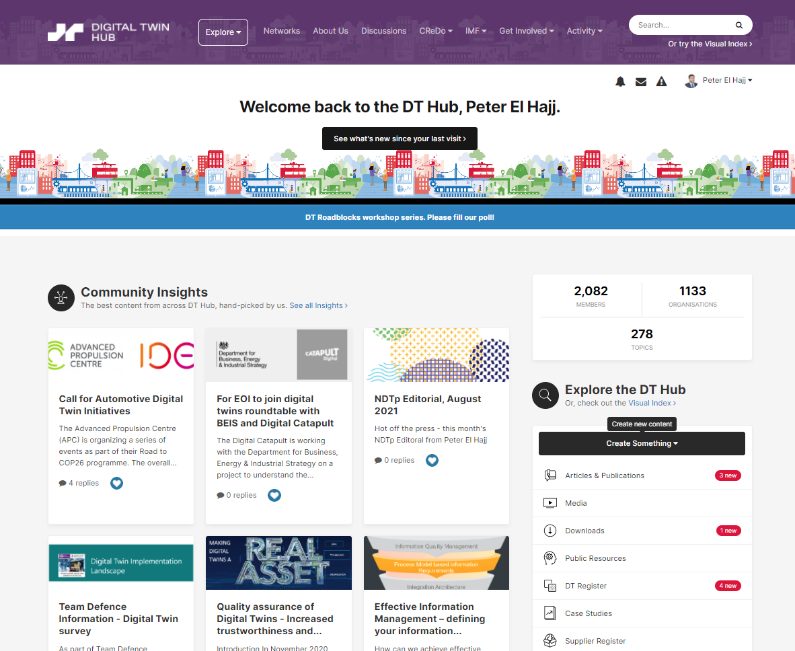 DIGITAL TWIN
HUB
Explore
Networks
About Us
Discussions
CReDo
IMF
Get Involved
Activity
Search...
Or try the Visual Index ›
Peter El Hajj
Welcome back to the DT Hub, Peter El Hajj.
See what's new since your last visit ›
DT Roadblocks workshop series. Please fill our poll!
Community Insights
The best content from across DT Hub, hand-picked by us. See all Insights ›
ADVANCED
PROPULSION
CENTRE
Call for Automotive Digital
Twin Initiatives
The Advanced Propulsion Centre
(APC) is organizing a series of
events as part of their Road to
COP26 programme. The overall...
4 replies
Department for
Business, Energy
& Industrial Strategy
CATAPULT
Digital
For EOI to join digital
twins roundtable with
BEIS and Digital Catapult
The Digital Catapult is working
with the Department for Business,
Energy & Industrial Strategy on a
project to understand the...
0 replies
NDTp Editorial, August
2021
Hot off the press - this month's
NDTp Editoral from Peter El Hajj
0 replies
Digital Twin Implementation
Landscape
Team Defence
Information - Digital Twin
survey
As part of Team Defence
MAKING
DIGITAL
TWINS A
REAL
ASSET
Quality assurance of
Digital Twins - Increased
trustworthiness and...
Introduction In November 2020
Information Quality Management
Process Model based Information
Requirements
Integration Architecture
Effective Information
Management – defining
your information...
How can we achieve effective
2,082
MEMBERS
1133
ORGANISATIONS
278
TOPICS
Explore the DT Hub
Or, check out the Visual Index ›
Create new content
Create Something
Articles & Publications
3 new
Media
Downloads
1 new
Public Resources
DT Register
4 new
Case Studies
Supplier Register